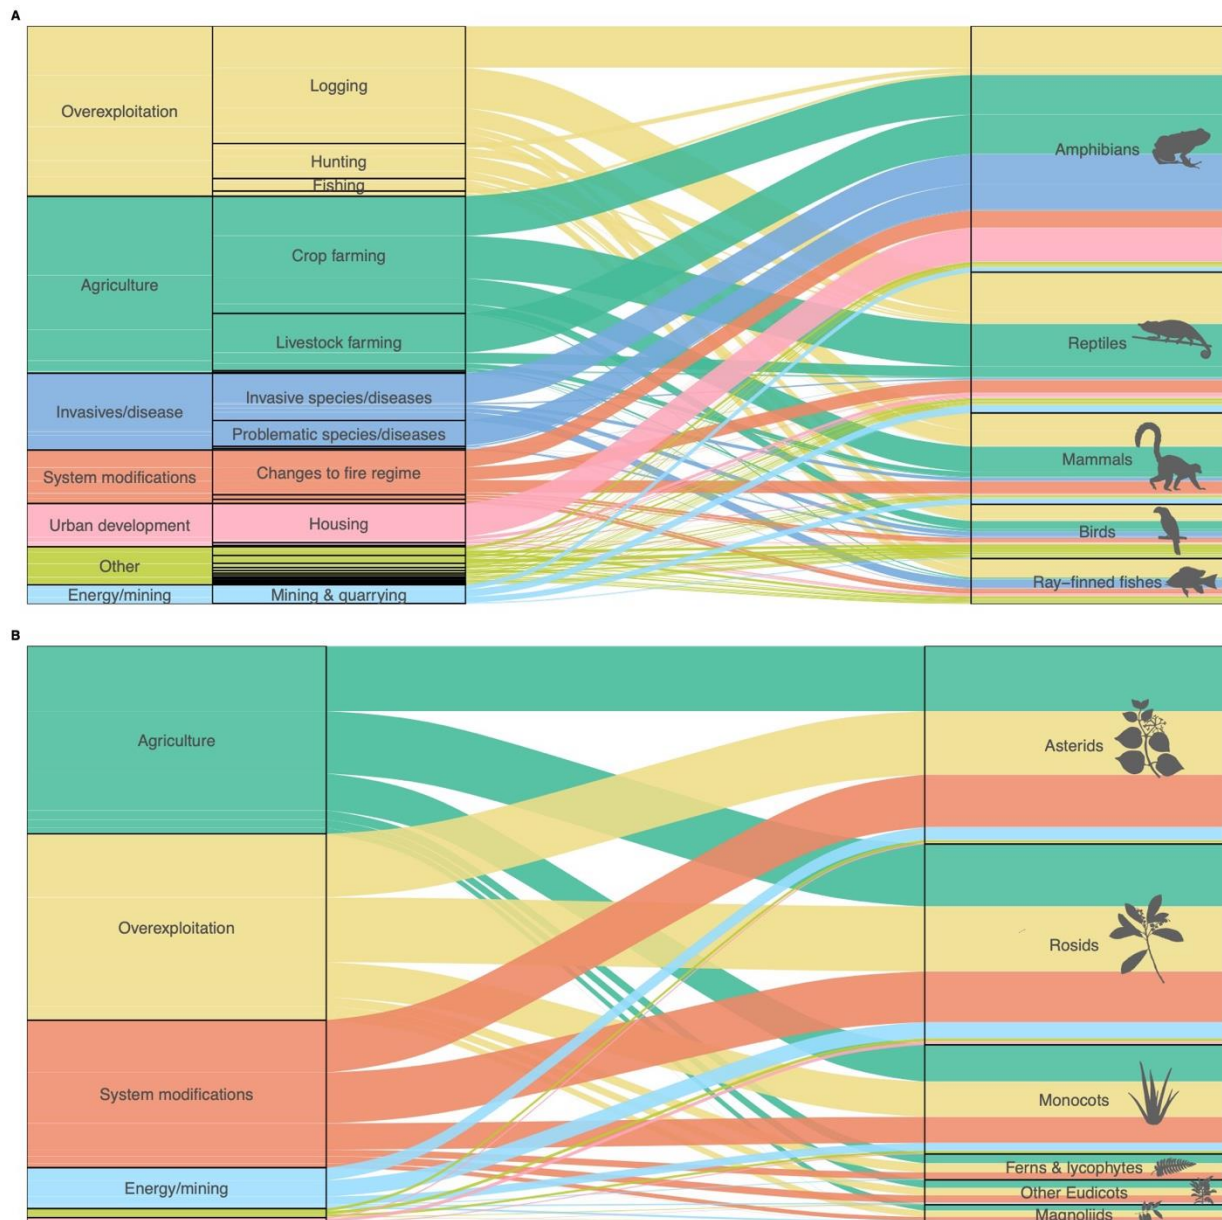 A
Overexploitation
Logging
Hunting
Fishing
Amphibians
Agriculture
Crop farming
Livestock farming
Reptiles
Invasives/disease
Invasive species/diseases
Problematic species/diseases
Mammals
System modifications
Changes to fire regime
Urban development
Housing
Birds
Other
Ray–finned fishes
Energy/mining
Mining & quarrying
B
Agriculture
Asterids
Overexploitation
Rosids
System modifications
Monocots
Ferns & lycophytes
Energy/mining
Other Eudicots
Magnoliids